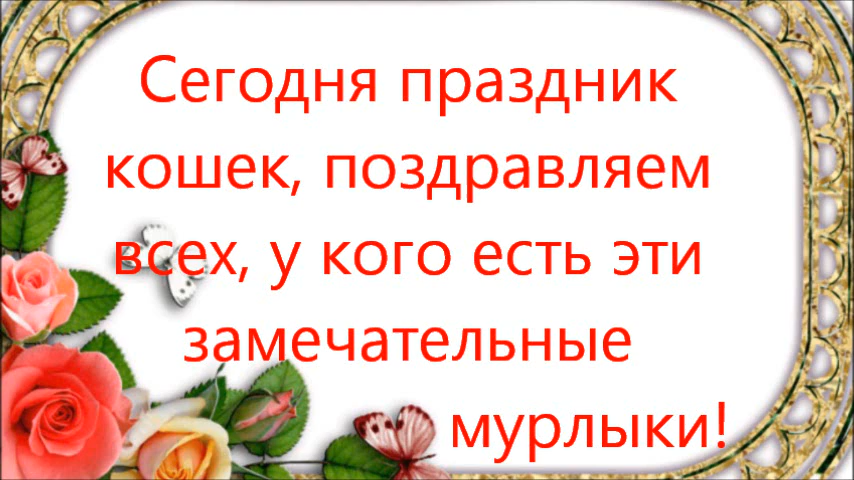 Сегодня праздник
кошек, поздравляем
всех, у кого есть эти
замечательные
мурлыки!